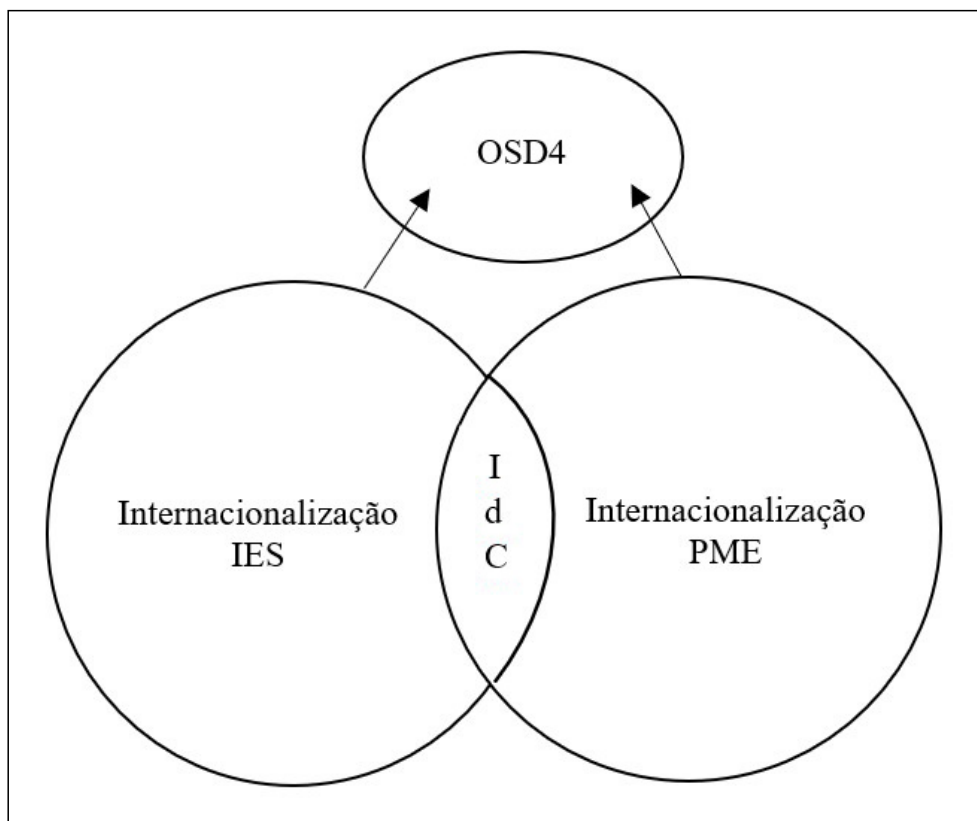 OSD4
Internacionalização
IES
I
d
C
Internacionalização
PME